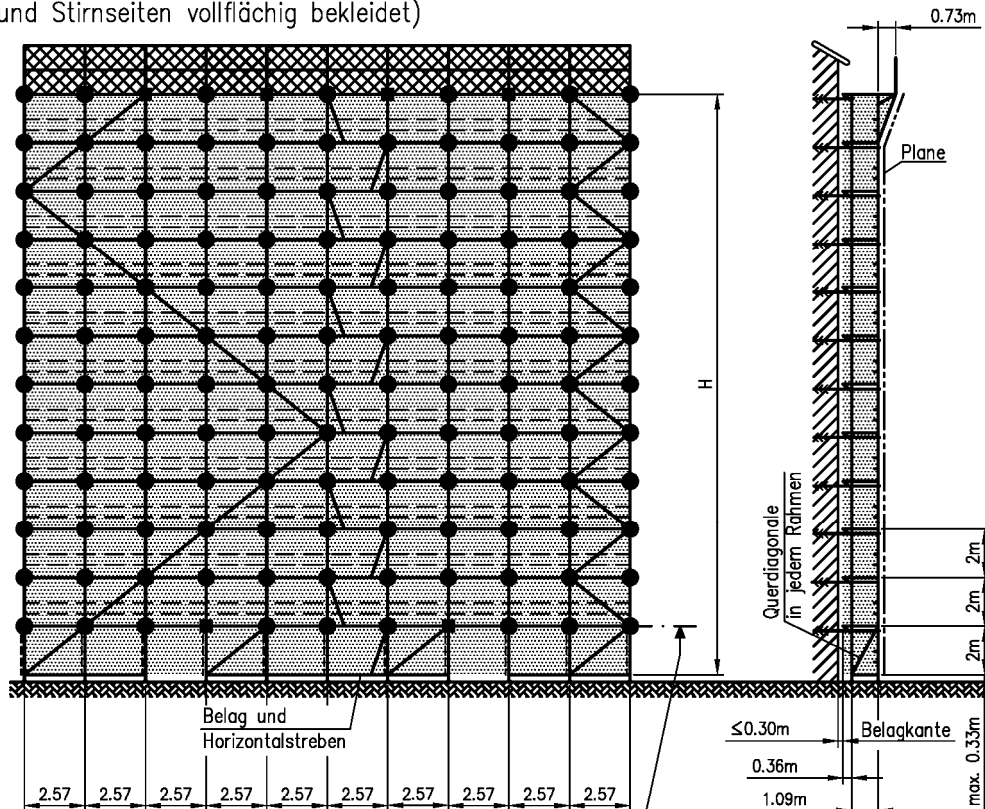 und Stirnseiten vollflächig bekleidet)
0.73m
Plane
H
Querdiagonale
in jedem Rahmen
2m
2m
2m
Belag und
Horizontalstreben
≤0.30m
Belagkante
0.36m
1.09m
max. 0.33m
2.57 2.57 2.57 2.57 2.57 2.57 2.57 2.57 2.57 2.57